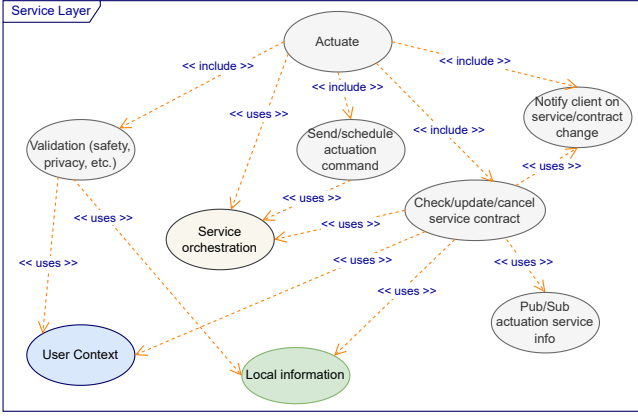 Service Layer
Actuate
<< include >>
<< include >>
<< include >>
<< uses >>
<< include >>
Notify client on
service/contract
change
Validation (safety,
privacy, etc.)
Send/schedule
actuation
command
<< uses >>
<< uses >>
<< uses >>
Check/update/cancel
service contract
Service
orchestration
<< uses >>
<< uses >>
<< uses >>
<< uses >>
<< uses >>
Pub/Sub
actuation service
info
User Context
Local information